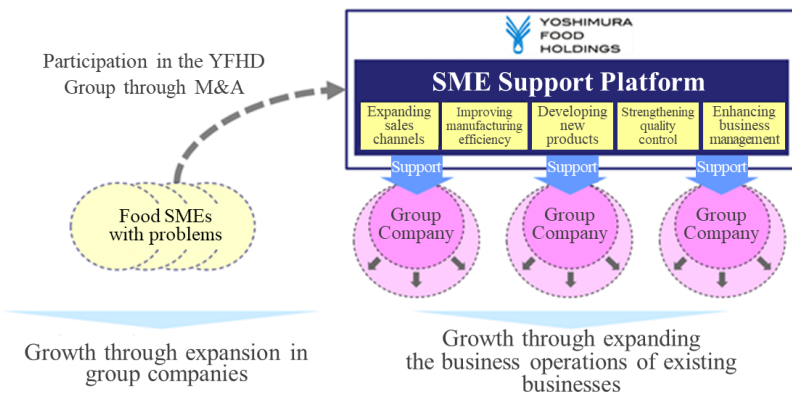 YOSHIMURA
FOOD
HOLDINGS
Participation in the YFHD
Group through M&A
SME Support Platform
Expanding
sales
channels
Improving
manufacturing
efficiency
Developing
new
products
Strengthening
quality
control
Enhancing
business
management
Support
Support
Support
Food SMEs
with problems
Group
Company
Group
Company
Group
Company
Growth through expansion in
group companies
Growth through expanding
the business operations of existing
businesses